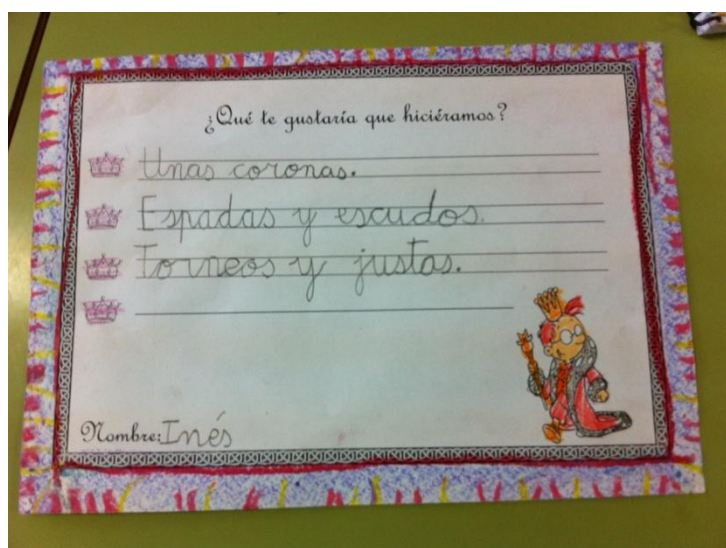 ¿Qué te gustaría que hiciéramos?
Unas coronas.
Espadas y escudos.
Torneos y justas.
Nombre: Inés